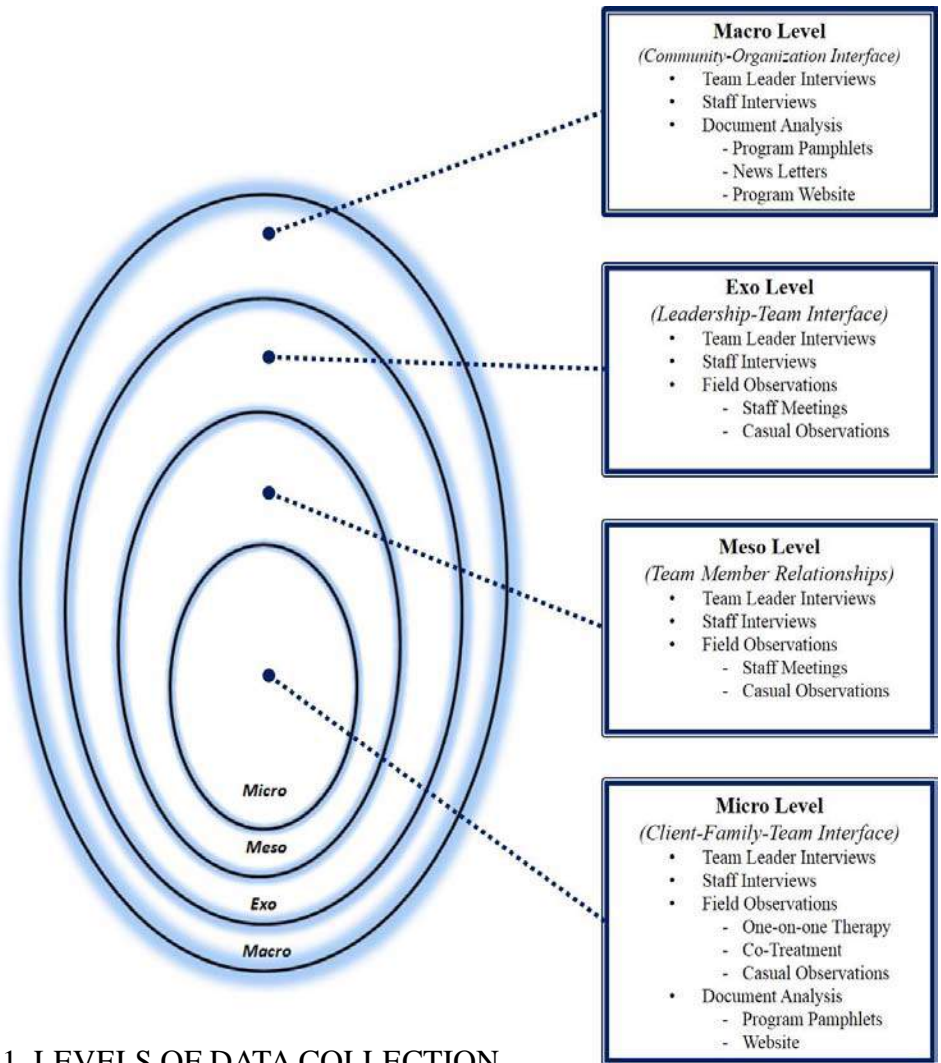 Macro Level
(Community-Organization Interface)
• Team Leader Interviews
• Staff Interviews
• Document Analysis
- Program Pamphlets
- News Letters
- Program Website
Exo Level
(Leadership-Team Interface)
• Team Leader Interviews
• Staff Interviews
• Field Observations
- Staff Meetings
- Casual Observations
Meso Level
(Team Member Relationships)
• Team Leader Interviews
• Staff Interviews
• Field Observations
- Staff Meetings
- Casual Observations
Micro Level
(Client-Family-Team Interface)
• Team Leader Interviews
• Staff Interviews
• Field Observations
- One-on-one Therapy
- Co-Treatment
- Casual Observations
• Document Analysis
- Program Pamphlets
- Website
Micro
Meso
Exo
Macro
1. LEVELS OF DATA COLLECTION